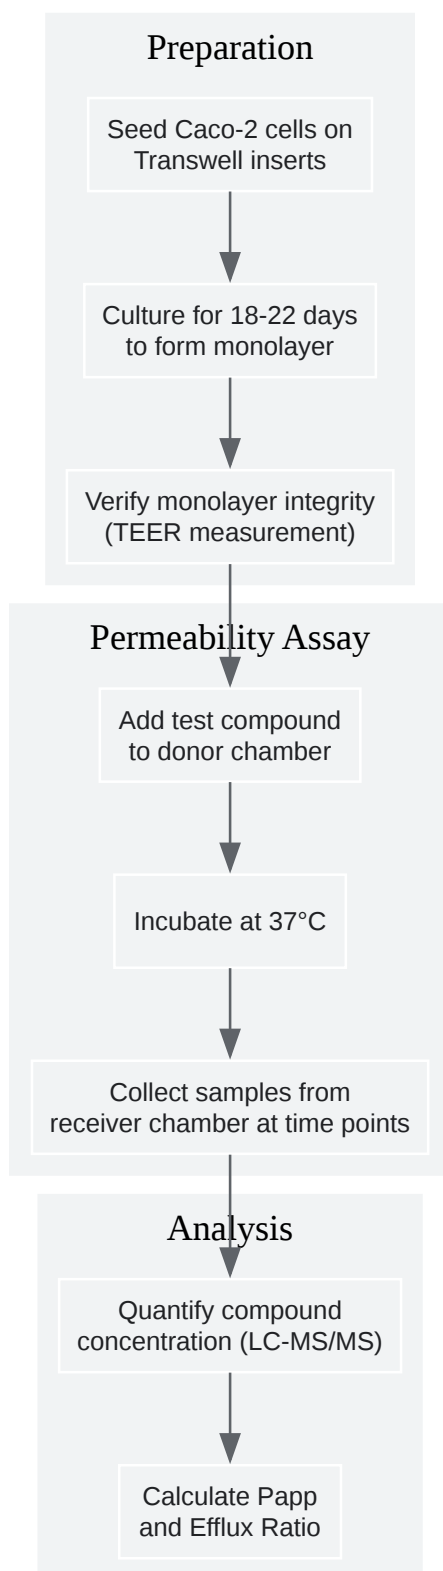 Preparation
Seed Caco-2 cells on
Transwell inserts
Culture for 18-22 days
to form monolayer
Verify monolayer integrity
(TEER measurement)
Permeability Assay
Add test compound
to donor chamber
Incubate at 37°C
Collect samples from
receiver chamber at time points
Analysis
Quantify compound
concentration (LC-MS/MS)
Calculate Papp
and Efflux Ratio